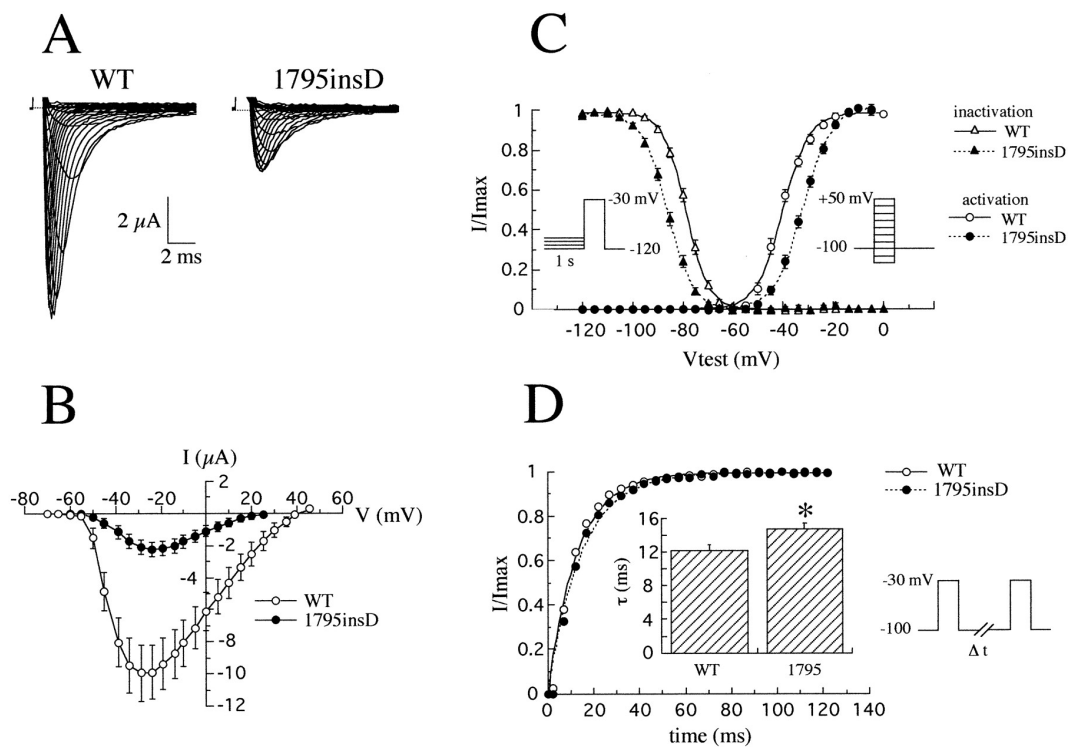 A
WT
1795insD
2 μA
2 ms
B
I (μA)
2
-80 -60 -40 -20 0 20 40 60
V (mV)
-2
-4
-6
-8
-10
-12
WT
1795insD
C
I/Imax
1
0.8
0.6
0.4
0.2
0
-120 -100 -80 -60 -40 -20 0
Vtest (mV)
-30 mV
-120
1 s
+50 mV
-100
inactivation
WT
1795insD
activation
WT
1795insD
D
I/Imax
1
0.8
0.6
0.4
0.2
0
0 20 40 60 80 100 120 140
time (ms)
WT
1795insD
τ (ms)
16
12
8
4
0
*
WT 1795
-30 mV
-100
Δ t